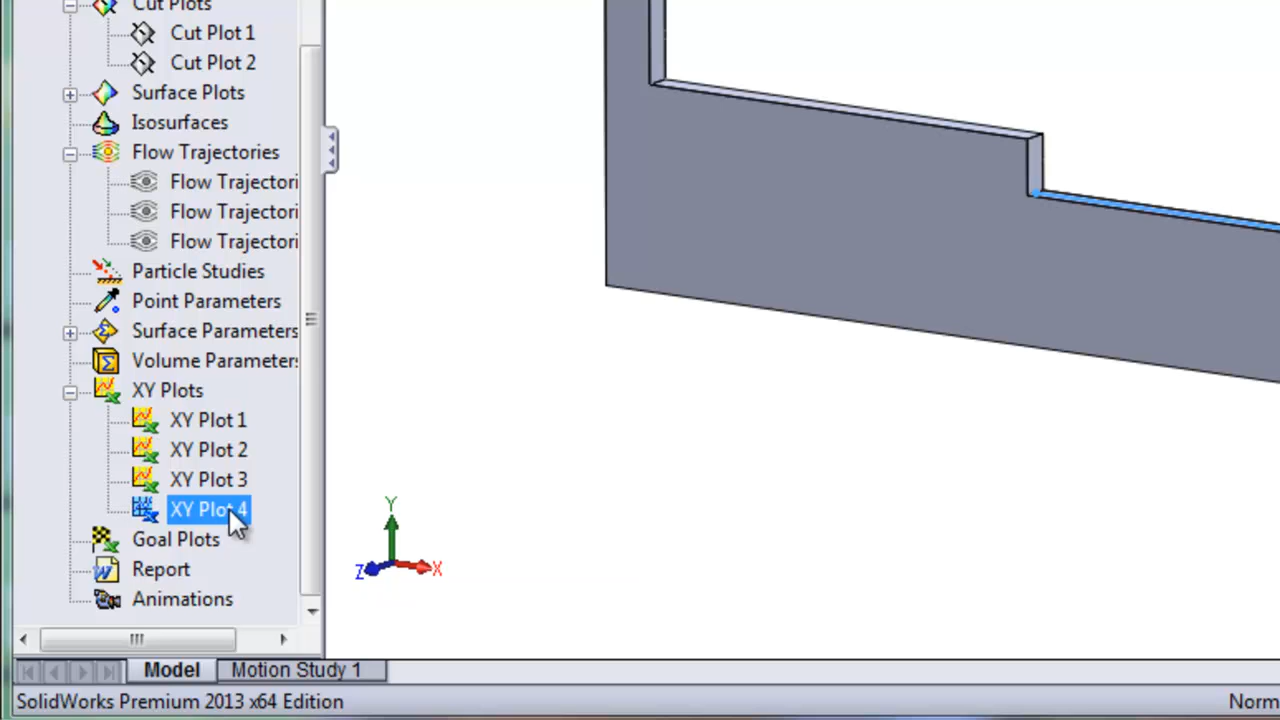 Cut Plots
Cut Plot 1
Cut Plot 2
Surface Plots
Isosurfaces
Flow Trajectories
Flow Trajectori
Flow Trajectori
Flow Trajectori
Particle Studies
Point Parameters
Surface Parameters
Volume Parameters
XY Plots
XY Plot 1
XY Plot 2
XY Plot 3
XY Plot 4
Goal Plots
Report
Animations
Y
Z
X
Model
Motion Study 1
SolidWorks Premium 2013 x64 Edition
Norm